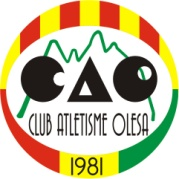 CAO
CLUB ATLETISME OLESA
1981